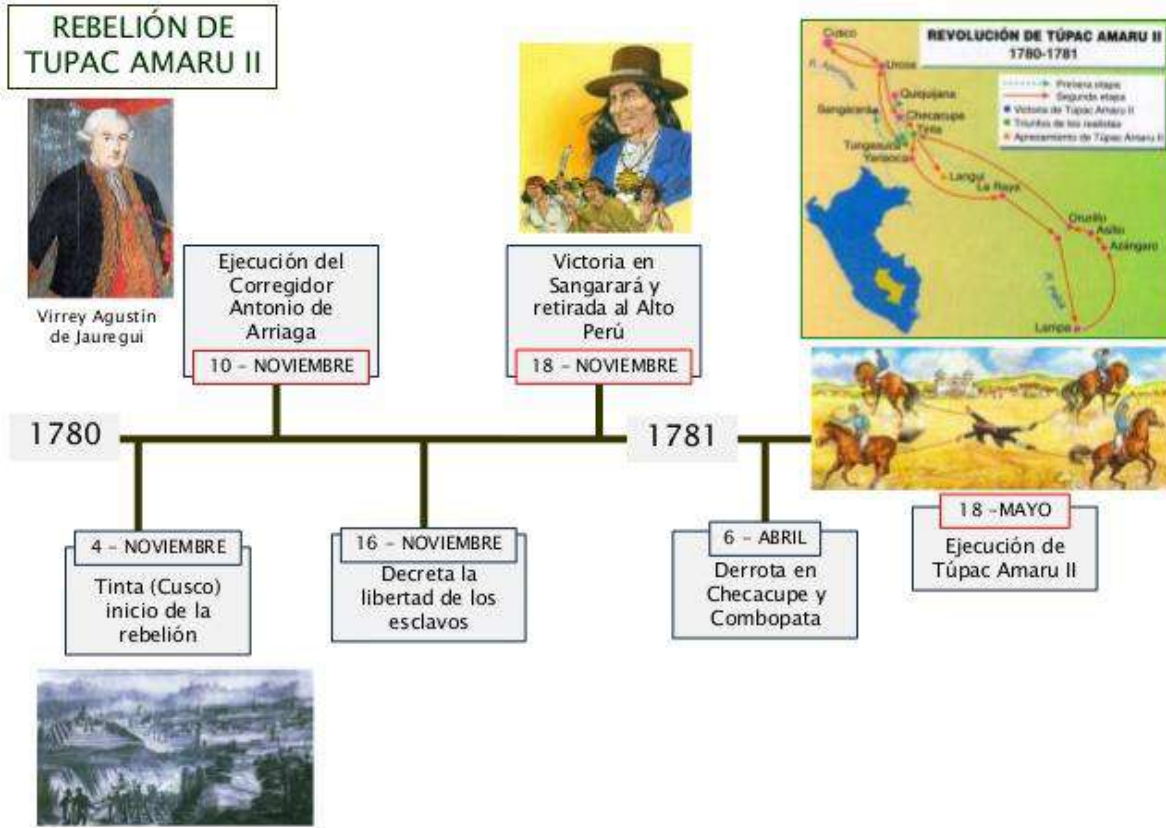 REBELIÓN DE
TUPAC AMARU II
Virrey Agustín
de Jauregui
Ejecución del
Corregidor
Antonio de
Arriaga
10 – NOVIEMBRE
Victoria en
Sangarará y
retirada al Alto
Perú
18 – NOVIEMBRE
REVOLUCIÓN DE TÚPAC AMARU II
1780-1781
Primera etapa
Segunda etapa
Victoria de Túpac Amaru II
Triunfos de los realistas
Apresamiento de Túpac Amaru II
Cusco
Urcos
Quiquijana
Sangarará
Checacupe
Tinta
Tungasuca
Yanaoca
Langui
La Raya
Orurillo
Asillo
Azángaro
Lampa
1780
1781
4 – NOVIEMBRE
Tinta (Cusco)
inicio de la
rebelión
16 – NOVIEMBRE
Decreta la
libertad de los
esclavos
6 – ABRIL
Derrota en
Checacupe y
Combopata
18 –MAYO
Ejecución de
Túpac Amaru II